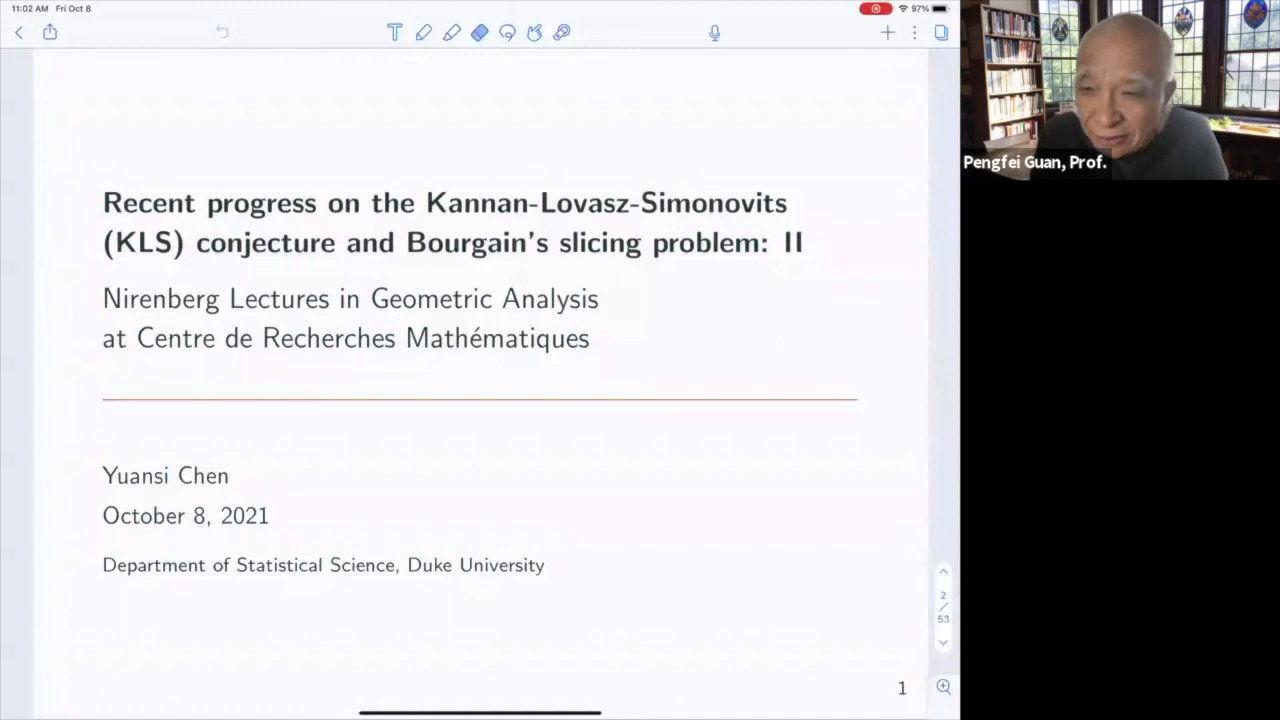 11:02 AM Fri Oct 8
97%
Pengfei Guan, Prof.
Recent progress on the Kannan-Lovasz-Simonovits
(KLS) conjecture and Bourgain's slicing problem: II
Nirenberg Lectures in Geometric Analysis
at Centre de Recherches Mathématiques
Yuansi Chen
October 8, 2021
Department of Statistical Science, Duke University
2
/
53
1